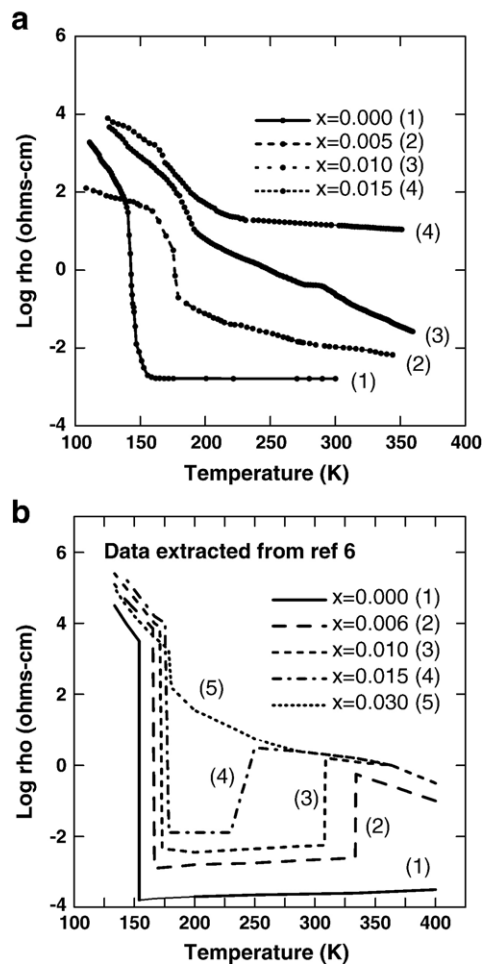 a
6
4
2
0
-2
-4
Log rho (ohms-cm)
x=0.000 (1)
x=0.005 (2)
x=0.010 (3)
x=0.015 (4)
(4)
(3)
(2)
(1)
100 150 200 250 300 350 400
Temperature (K)
b
Data extracted from ref 6
6
4
2
0
-2
-4
Log rho (ohms-cm)
x=0.000 (1)
x=0.006 (2)
x=0.010 (3)
x=0.015 (4)
x=0.030 (5)
(5)
(4)
(3)
(2)
(1)
100 150 200 250 300 350 400
Temperature (K)